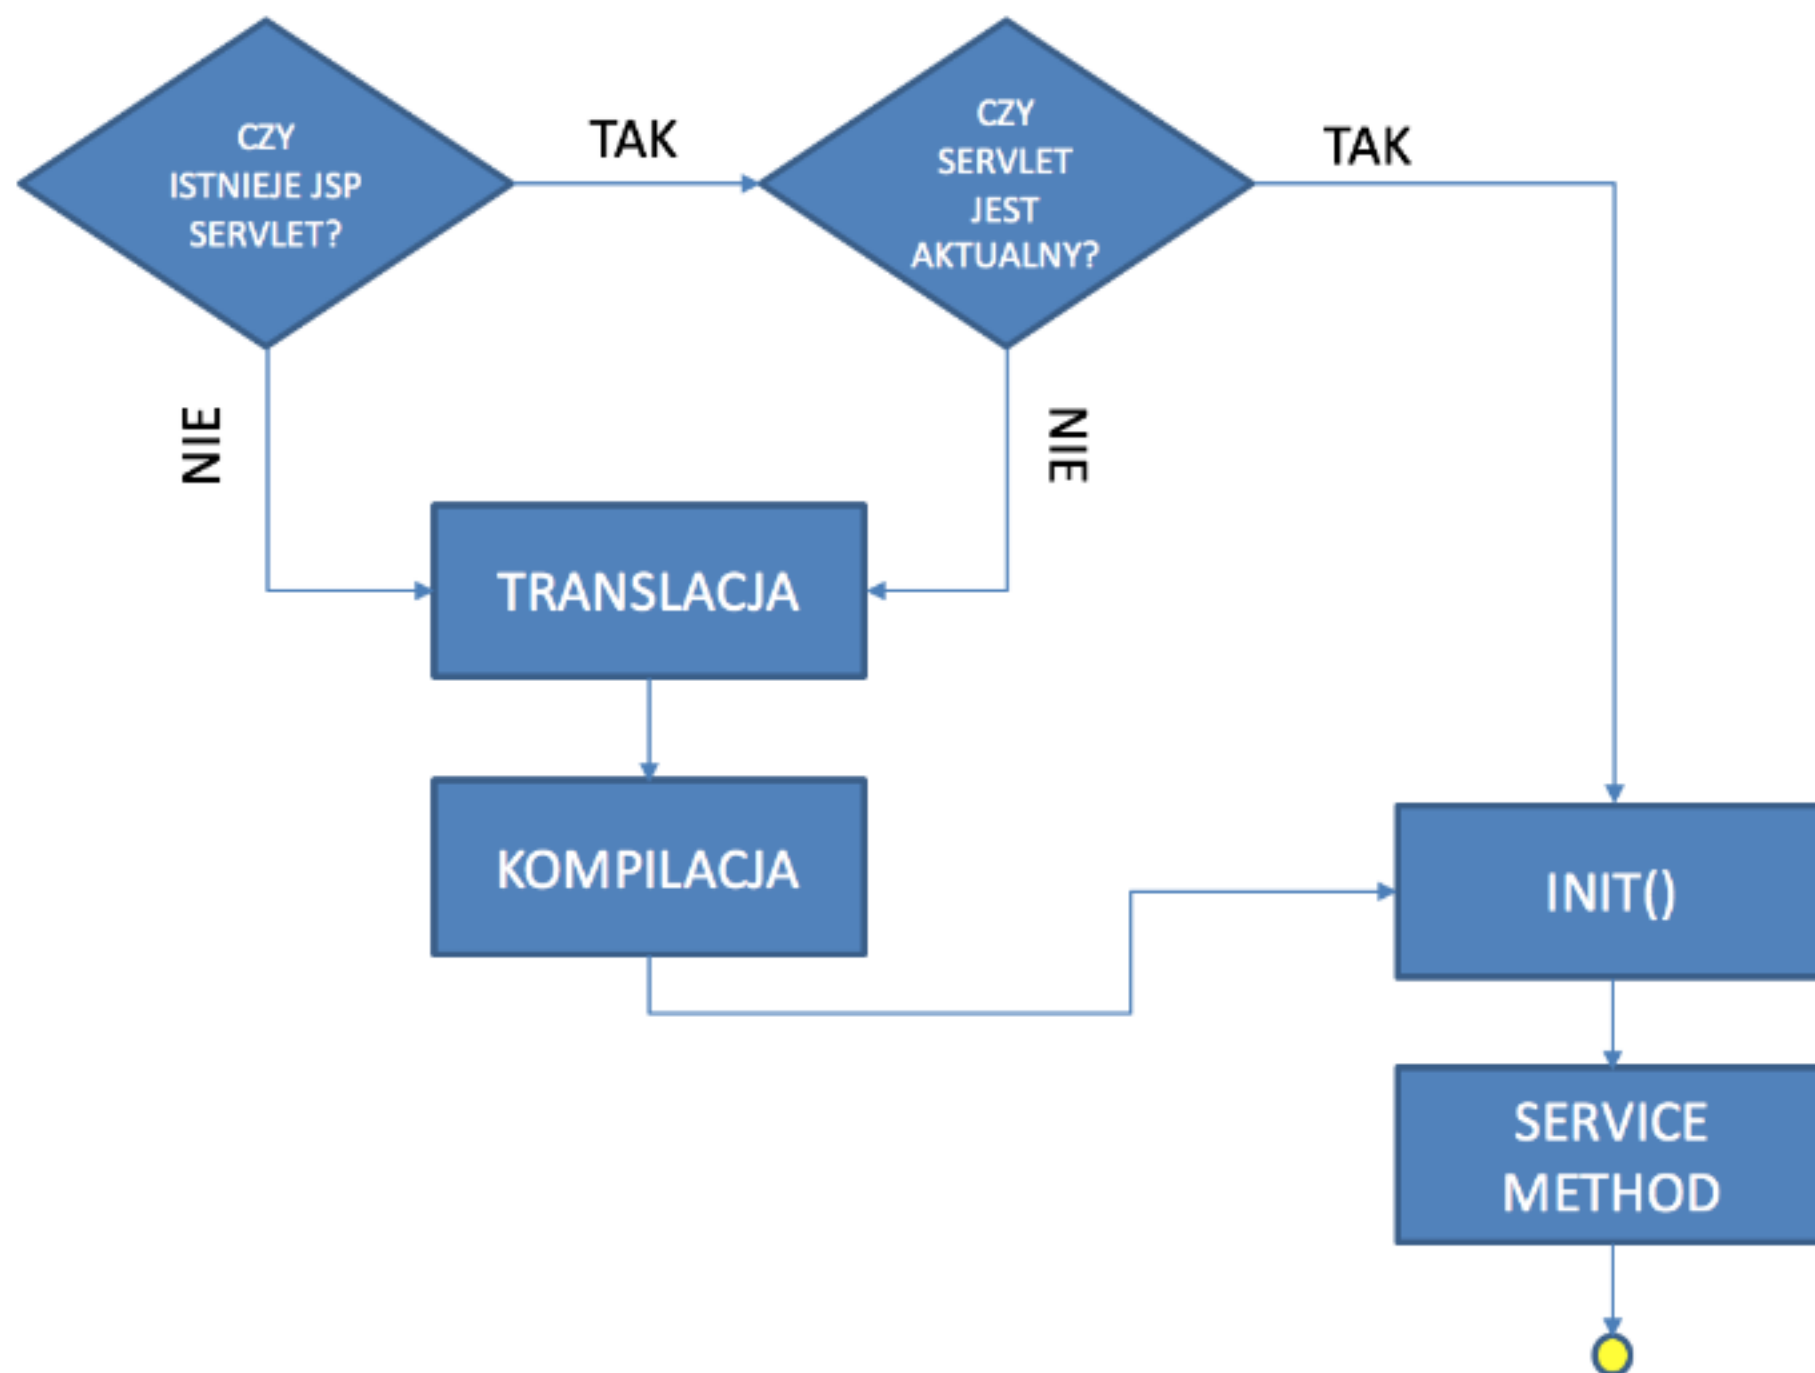 CZY
ISTNIEJE JSP
SERVLET?
TAK
CZY
SERVLET
JEST
AKTUALNY?
TAK
NIE
NIE
TRANSLACJA
KOMPILACJA
INIT()
SERVICE
METHOD